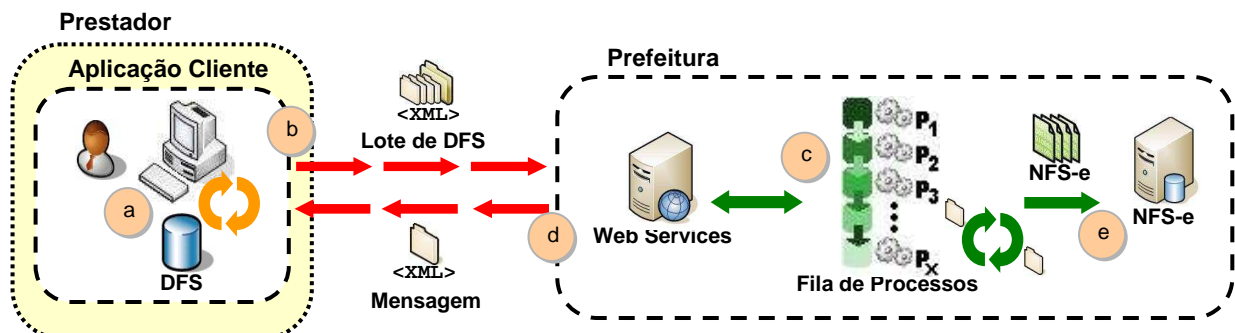 Prestador
Aplicação Cliente
a
DFS
b
<XML>
Lote de DFS
<XML>
Mensagem
Prefeitura
d
Web Services
c
P1
P2
P3
Px
Fila de Processos
NFS-e
e
NFS-e